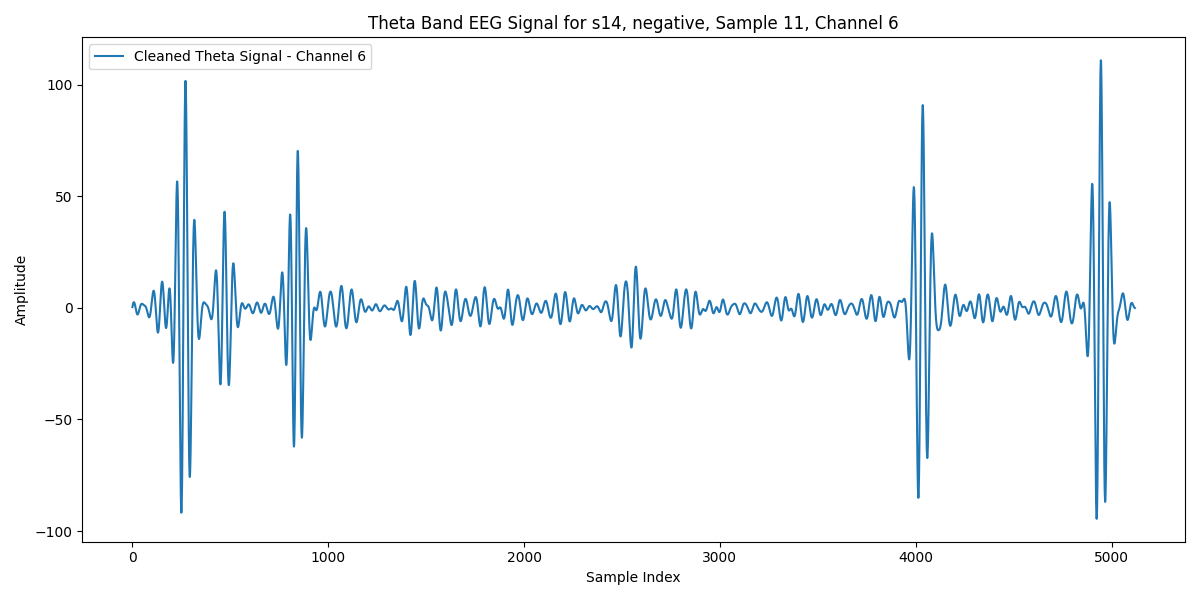 Theta Band EEG Signal for s14, negative, Sample 11, Channel 6
Cleaned Theta Signal - Channel 6
100
50
0
−50
−100
Amplitude
0 1000 2000 3000 4000 5000
Sample Index